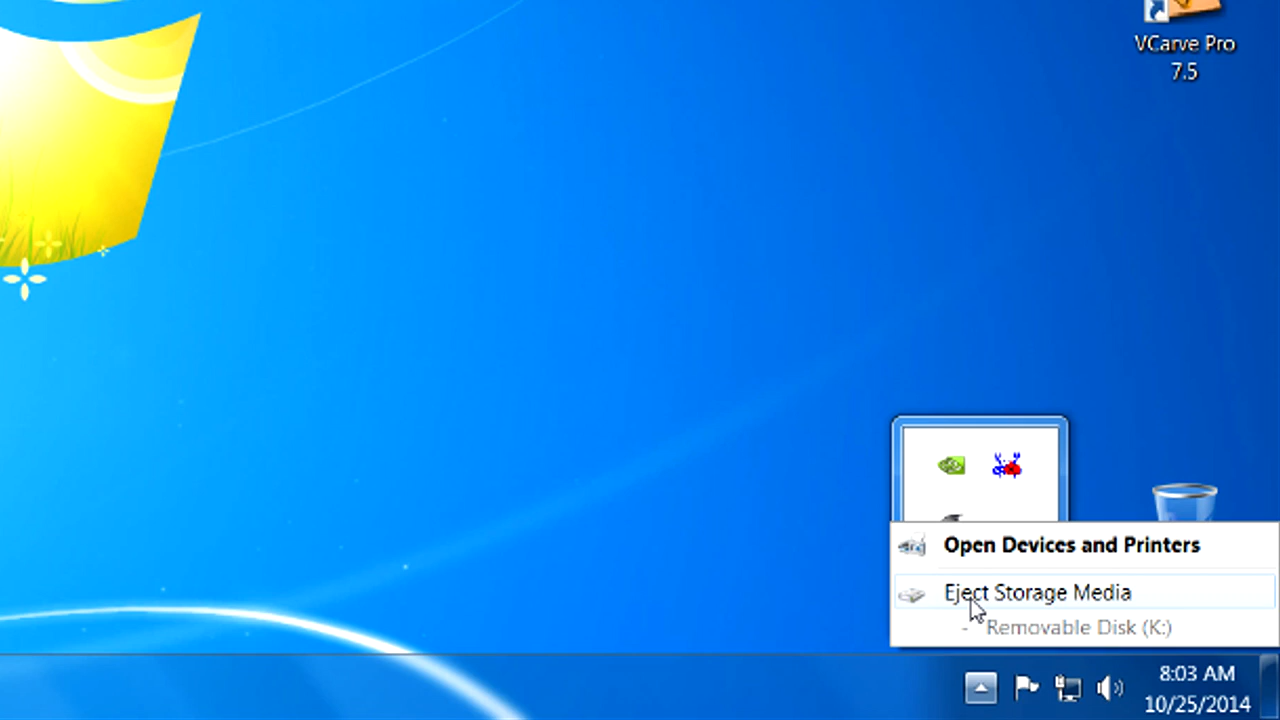 VCarve Pro
7.5
Open Devices and Printers
Eject Storage Media
- Removable Disk (K:)
8:03 AM
10/25/2014